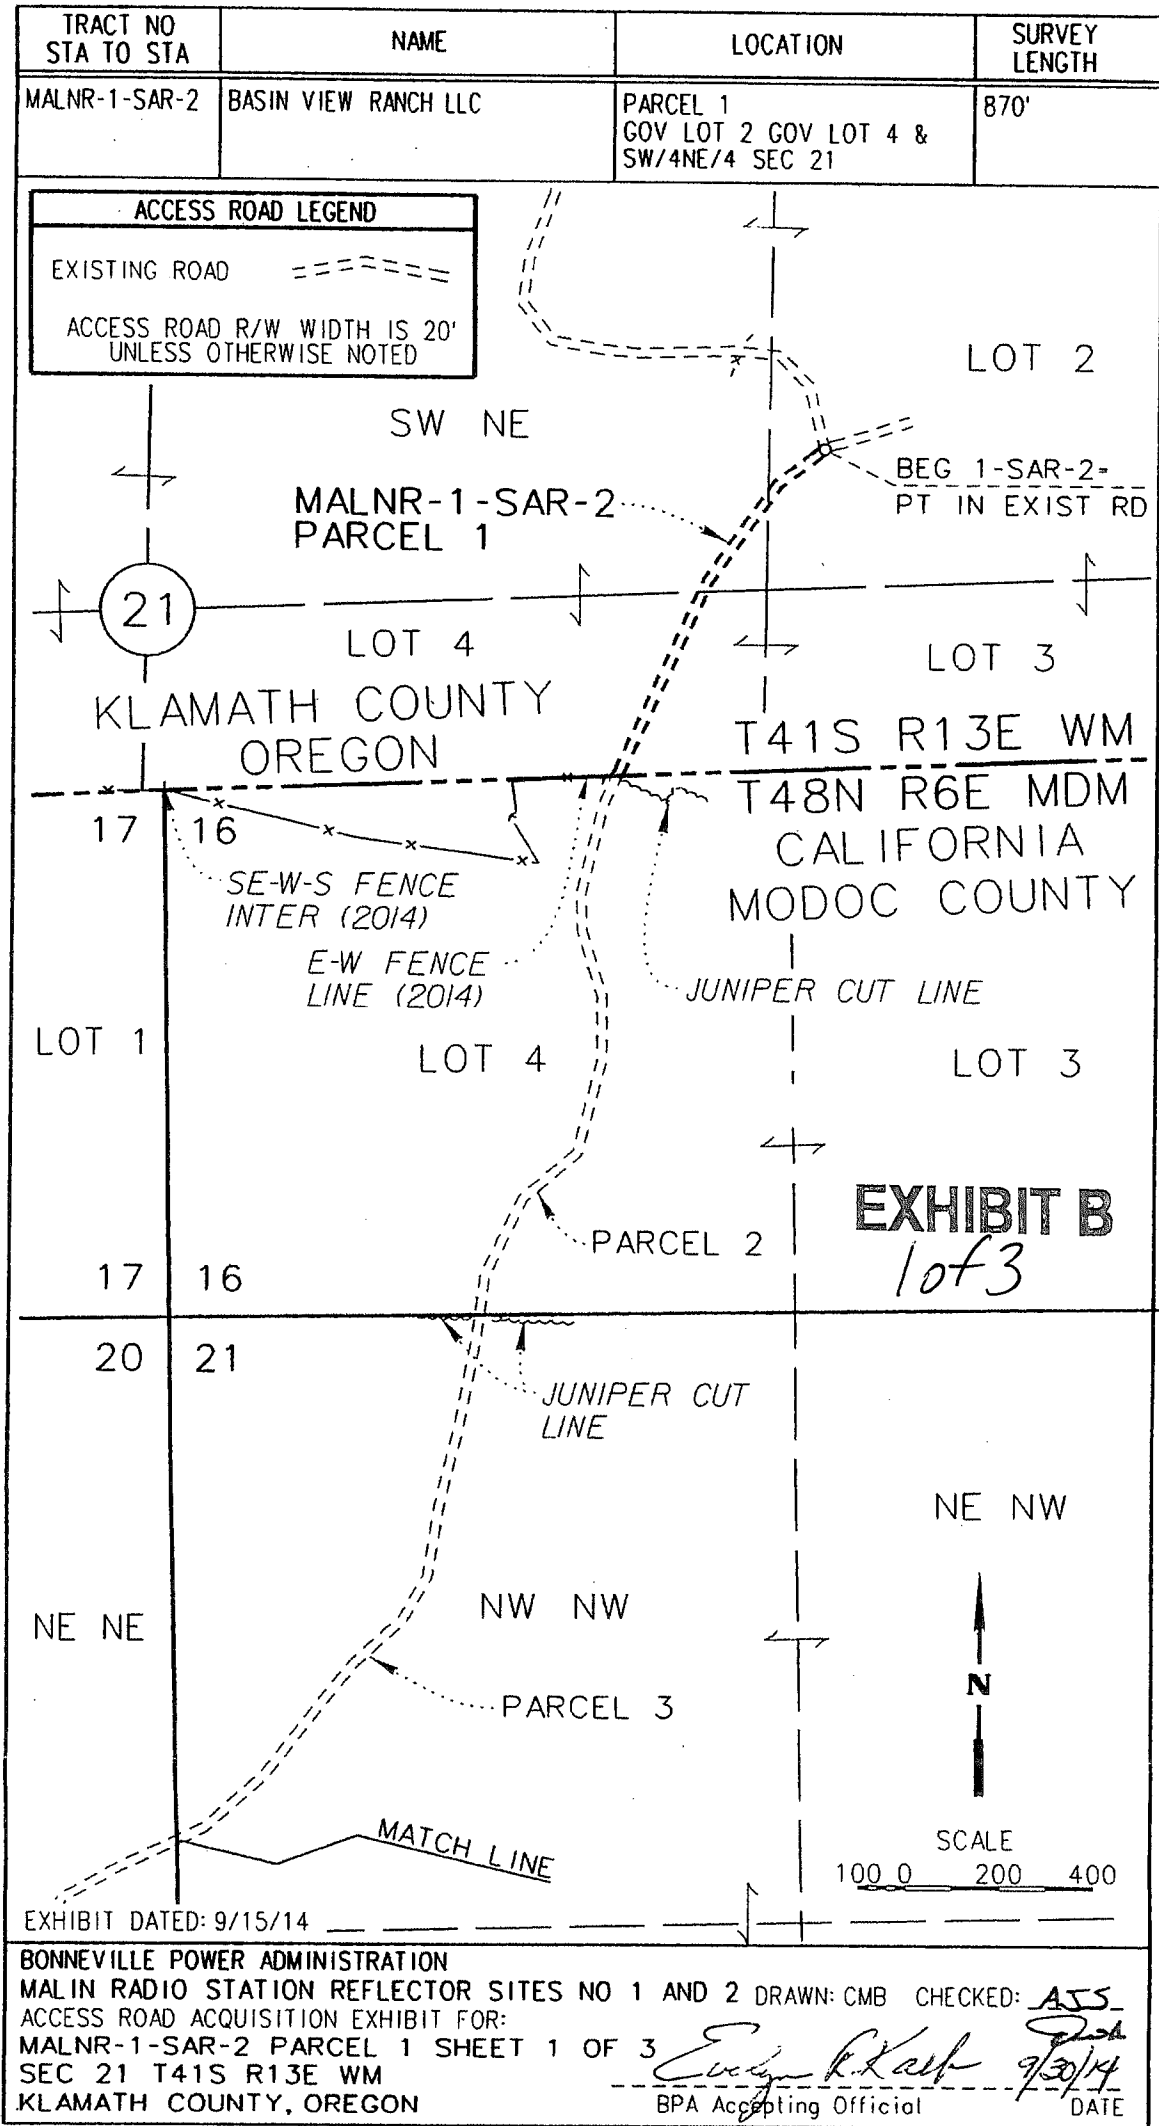 TRACT NO
STA TO STA
NAME
LOCATION
SURVEY
LENGTH
MALNR-1-SAR-2
BASIN VIEW RANCH LLC
PARCEL 1
GOV LOT 2 GOV LOT 4 &
SW/4NE/4 SEC 21
870'
ACCESS ROAD LEGEND
EXISTING ROAD
ACCESS ROAD R/W WIDTH IS 20'
UNLESS OTHERWISE NOTED
LOT 2
SW NE
BEG 1-SAR-2=
PT IN EXIST RD
MALNR-1-SAR-2
PARCEL 1
21
LOT 4
LOT 3
KLAMATH COUNTY
OREGON
T41S R13E WM
T48N R6E MDM
CALIFORNIA
MODOC COUNTY
17 16
SE-W-S FENCE
INTER (2014)
E-W FENCE
LINE (2014)
JUNIPER CUT LINE
LOT 1
LOT 4
LOT 3
EXHIBIT B
1 of 3
PARCEL 2
17 16
20 21
JUNIPER CUT
LINE
NE NW
NW NW
NE NE
N
PARCEL 3
MATCH LINE
SCALE
100 0 200 400
EXHIBIT DATED: 9/15/14
BONNEVILLE POWER ADMINISTRATION
MALIN RADIO STATION REFLECTOR SITES NO 1 AND 2 DRAWN: CMB CHECKED: AJS
ACCESS ROAD ACQUISITION EXHIBIT FOR:
MALNR-1-SAR-2 PARCEL 1 SHEET 1 OF 3
SEC 21 T41S R13E WM
KLAMATH COUNTY, OREGON
9/30/14
BPA Accepting Official
DATE